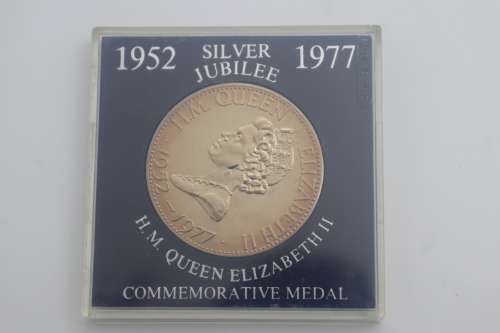 1952 SILVER JUBILEE 1977
H.M. QUEEN ELIZABETH II
1952-1977
H.M. QUEEN ELIZABETH II
COMMEMORATIVE MEDAL